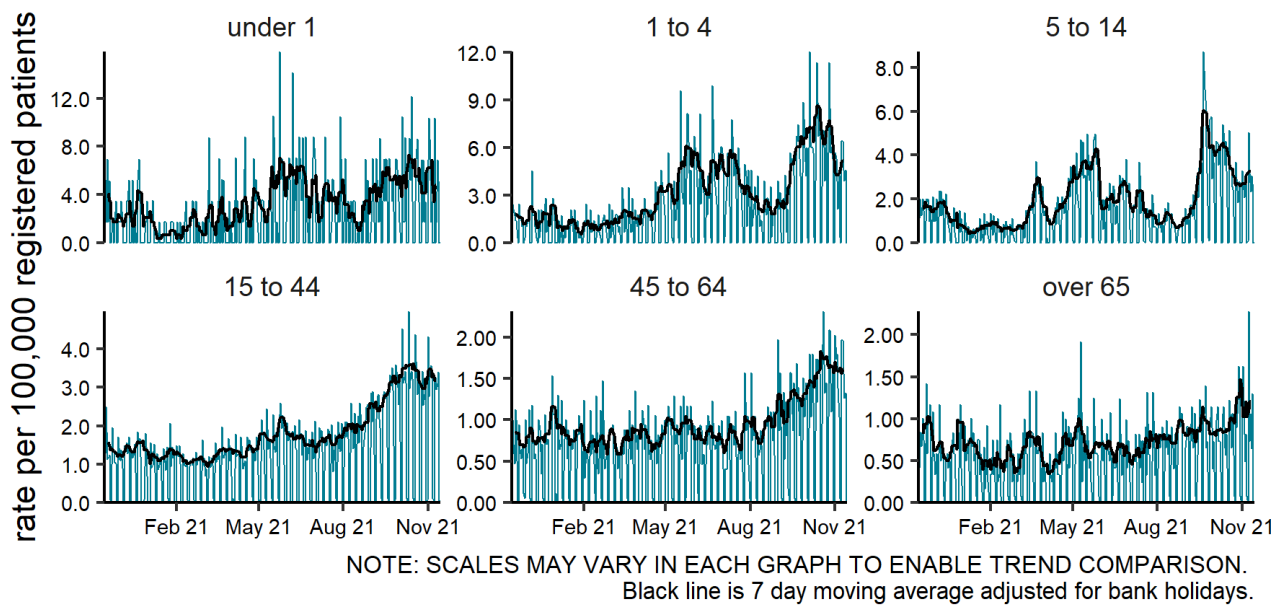 rate per 100,000 registered patients
under 1
12.0
8.0
4.0
0.0
1 to 4
12.0
9.0
6.0
3.0
0.0
5 to 14
8.0
6.0
4.0
2.0
0.0
15 to 44
4.0
3.0
2.0
1.0
0.0
Feb 21 May 21 Aug 21 Nov 21
45 to 64
2.00
1.50
1.00
0.50
0.00
Feb 21 May 21 Aug 21 Nov 21
over 65
2.00
1.50
1.00
0.50
0.00
Feb 21 May 21 Aug 21 Nov 21
NOTE: SCALES MAY VARY IN EACH GRAPH TO ENABLE TREND COMPARISON.
Black line is 7 day moving average adjusted for bank holidays.